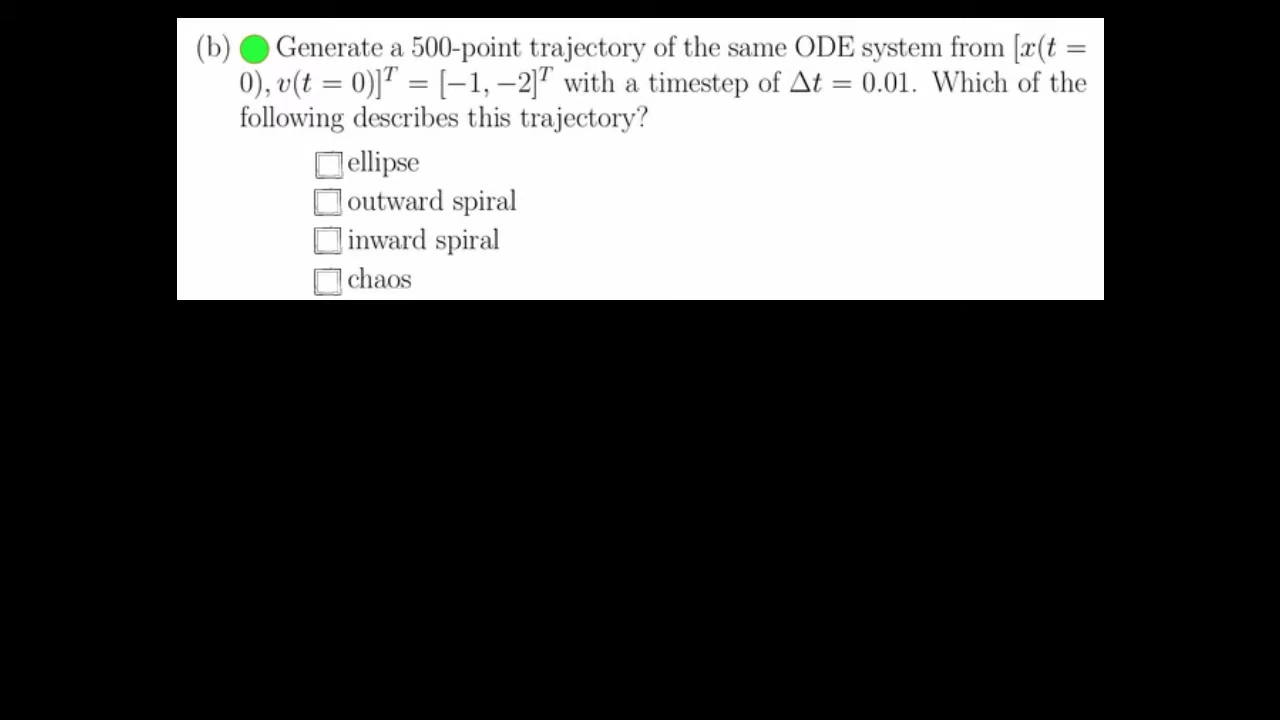 (b) Generate a 500-point trajectory of the same ODE system from [x(t =
0), v(t = 0)]^T = [−1, −2]^T with a timestep of Δt = 0.01. Which of the
following describes this trajectory?
ellipse
outward spiral
inward spiral
chaos